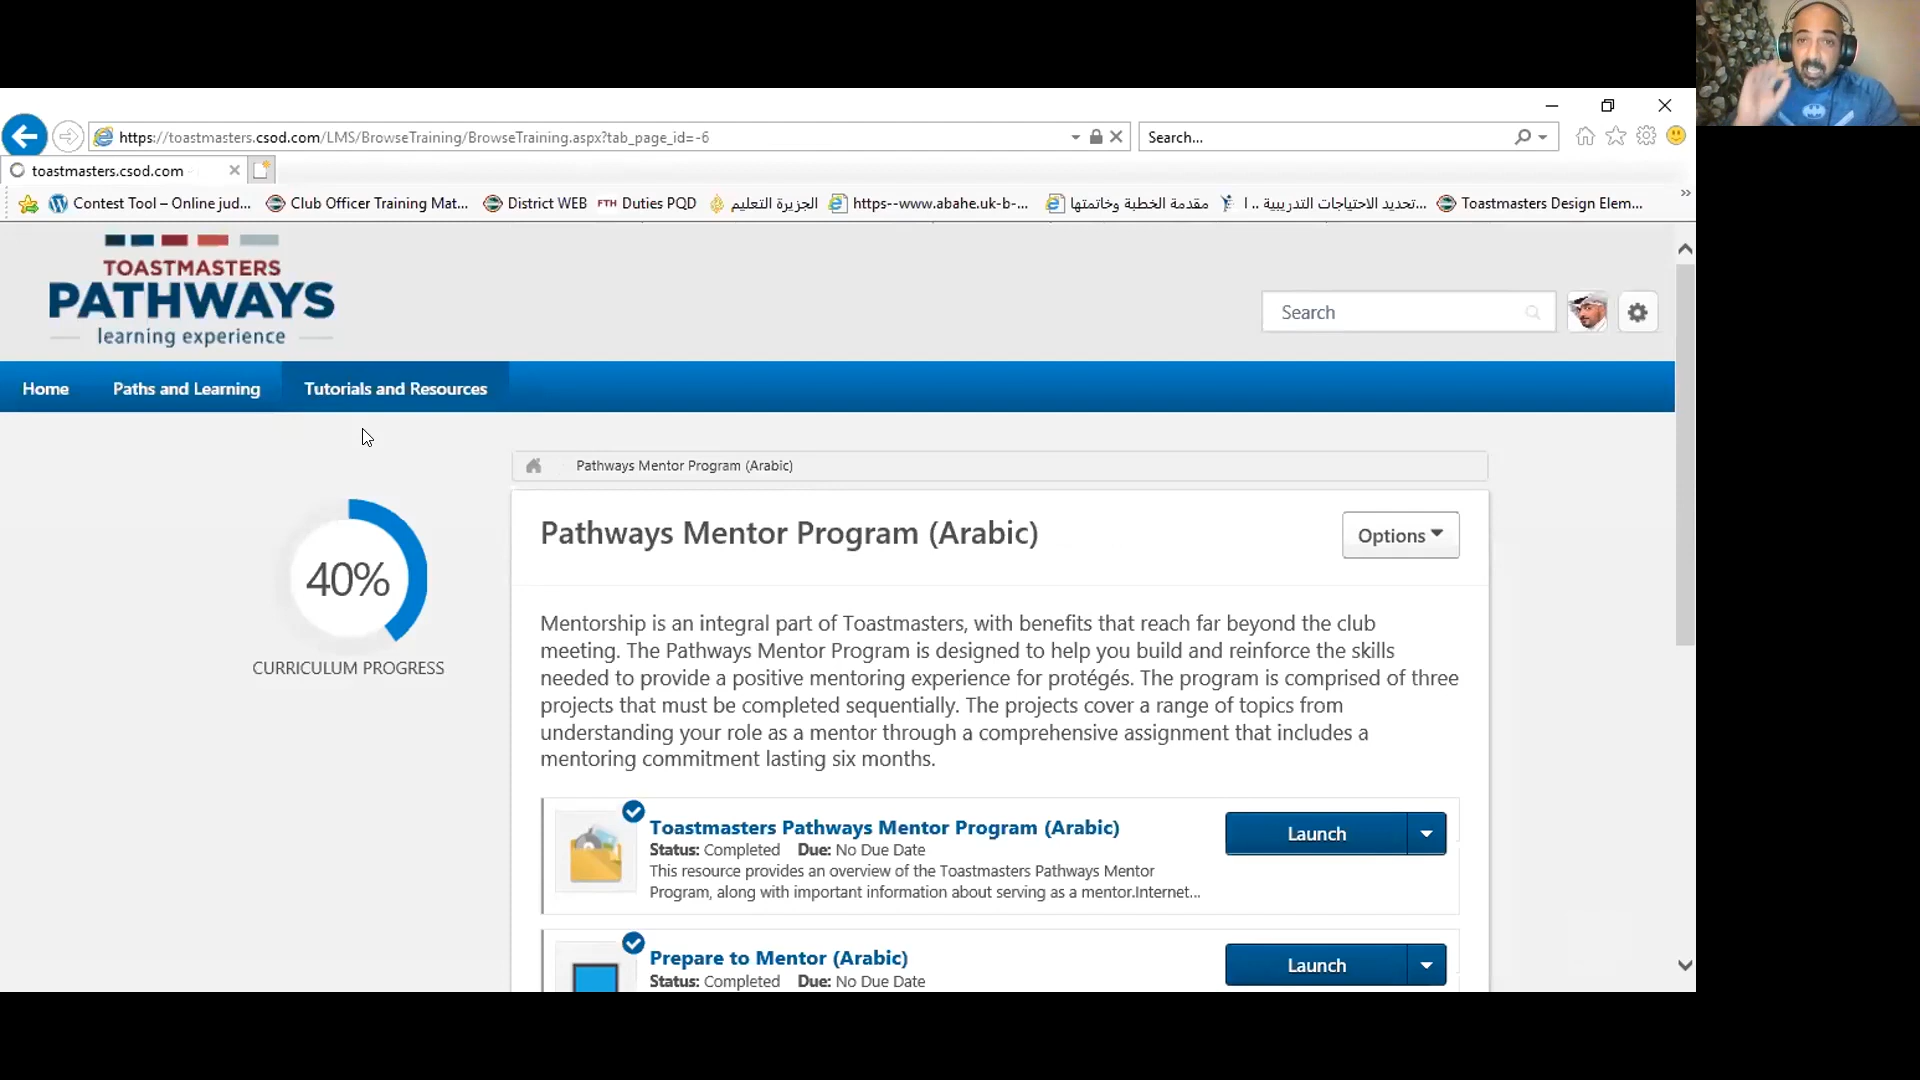 https://toastmasters.csod.com/LMS/BrowseTraining/BrowseTraining.aspx?tab_page_id=-6
Search...
toastmasters.csod.com
Contest Tool – Online jud...
Club Officer Training Mat...
District WEB
FTH Duties PQD
الجزيرة التعليم
https--www.abahe.uk-b-...
مقدمة الخطبة وخاتمتها
تحديد الاحتياجات التدريبية .. ا...
Toastmasters Design Elem...
TOASTMASTERS
PATHWAYS
learning experience
Search
Home
Paths and Learning
Tutorials and Resources
Pathways Mentor Program (Arabic)
40%
CURRICULUM PROGRESS
Pathways Mentor Program (Arabic)
Options
Mentorship is an integral part of Toastmasters, with benefits that reach far beyond the club
meeting. The Pathways Mentor Program is designed to help you build and reinforce the skills
needed to provide a positive mentoring experience for protégés. The program is comprised of three
projects that must be completed sequentially. The projects cover a range of topics from
understanding your role as a mentor through a comprehensive assignment that includes a
mentoring commitment lasting six months.
Toastmasters Pathways Mentor Program (Arabic)
Status: Completed Due: No Due Date
This resource provides an overview of the Toastmasters Pathways Mentor
Program, along with important information about serving as a mentor.Internet...
Launch
Prepare to Mentor (Arabic)
Status: Completed Due: No Due Date
Launch